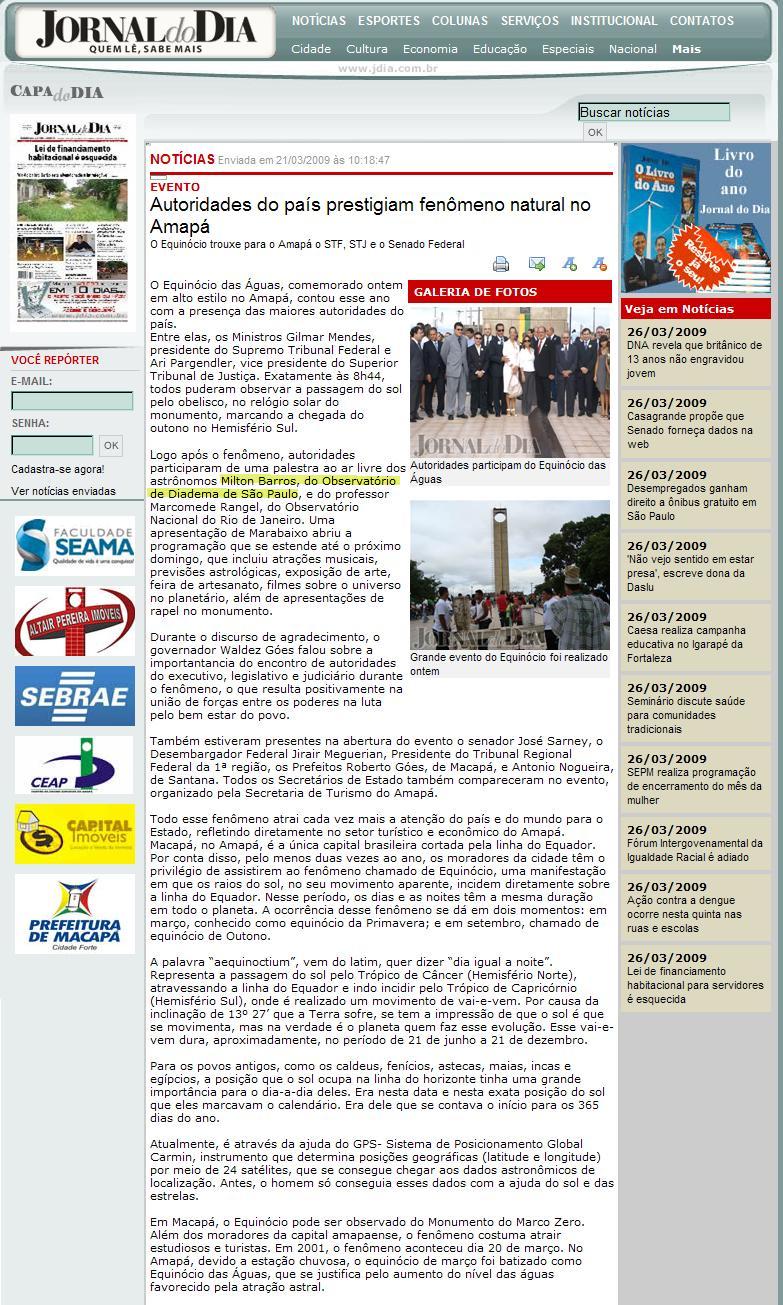 JORNAL do DIA
QUEM LÊ, SABE MAIS
NOTÍCIAS ESPORTES COLUNAS SERVIÇOS INSTITUCIONAL CONTATOS
Cidade Cultura Economia Educação Especiais Nacional Mais
www.jdia.com.br
CAPA do DIA
Buscar notícias
OK
JORNAL do DIA
Lei de financiamento
habitacional é esquecida
EM 10 DIAS
VOCÊ REPÓRTER
E-MAIL:
SENHA:
OK
Cadastra-se agora!
Ver notícias enviadas
FACULDADE
SEAMA
Qualidade de vida é uma conquista!
ALTAIR PEREIRA IMÓVEIS
SEBRAE
CEAP
CAPITAL
Imóveis
PREFEITURA
DE MACAPÁ
Cidade Forte
NOTÍCIAS Enviada em 21/03/2009 às 10:18:47
EVENTO
Autoridades do país prestigiam fenômeno natural no
Amapá
O Equinócio trouxe para o Amapá o STF, STJ e o Senado Federal
O Equinócio das Águas, comemorado ontem
em alto estilo no Amapá, contou esse ano
com a presença das maiores autoridades do
país.
Entre elas, os Ministros Gilmar Mendes,
presidente do Supremo Tribunal Federal e
Ari Pargendler, vice presidente do Superior
Tribunal de Justiça. Exatamente às 8h44,
todos puderam observar a passagem do sol
pelo obelisco, no relógio solar do
monumento, marcando a chegada do
outono no Hemisfério Sul.
Logo após o fenômeno, autoridades
participaram de uma palestra ao ar livre dos
astrônomos Milton Barros, do Observatório
de Diadema de São Paulo, e do professor
Marcomede Rangel, do Observatório
Nacional do Rio de Janeiro. Uma
apresentação de Marabaixo abriu a
programação que se estende até o próximo
domingo, que incluiu atrações musicais,
previsões astrológicas, exposição de arte,
feira de artesanato, filmes sobre o universo
no planetário, além de apresentações de
rapel no monumento.
Durante o discurso de agradecimento, o
governador Waldez Góes falou sobre a
importancia do encontro de autoridades
do executivo, legislativo e judiciário durante
o fenômeno, o que resulta positivamente na
união de forças entre os poderes na luta
pelo bem estar do povo.
GALERIA DE FOTOS
JORNAL do DIA
Autoridades participam do Equinócio das
Águas
JORNAL do DIA
Grande evento do Equinócio foi realizado
ontem
Também estiveram presentes na abertura do evento o senador José Sarney, o
Desembargador Federal Jirair Meguerian, Presidente do Tribunal Regional
Federal da 1ª região, os Prefeitos Roberto Góes, de Macapá, e Antonio Nogueira,
de Santana. Todos os Secretários de Estado também compareceram no evento,
organizado pela Secretaria de Turismo do Amapá.
Todo esse fenômeno atrai cada vez mais a atenção do país e do mundo para o
Estado, refletindo diretamente no setor turístico e econômico do Amapá.
Macapá, no Amapá, é a única capital brasileira cortada pela linha do Equador.
Por conta disso, pelo menos duas vezes ao ano, os moradores da cidade têm o
privilégio de assistirem ao fenômeno chamado de Equinócio, uma manifestação
em que os raios do sol, no seu movimento aparente, incidem diretamente sobre
a linha do Equador. Nesse período, os dias e as noites têm a mesma duração
em todo o planeta. A ocorrência desse fenômeno se dá em dois momentos: em
março, conhecido como equinócio da Primavera; e em setembro, chamado de
equinócio de Outono.
A palavra “aequinoctium”, vem do latim, quer dizer “dia igual a noite”.
Representa a passagem do sol pelo Trópico de Câncer (Hemisfério Norte),
atravessando a linha do Equador e indo incidir pelo Trópico de Capricórnio
(Hemisfério Sul), onde é realizado um movimento de vai-e-vem. Por causa da
inclinação de 13º 27’ que a Terra sofre, se tem a impressão de que o sol é que
se movimenta, mas na verdade é o planeta quem faz esse evolução. Esse vai-e-
vem dura, aproximadamente, no período de 21 de junho a 21 de dezembro.
Para os povos antigos, como os caldeus, fenícios, astecas, maias, incas e
egípcios, a posição que o sol ocupa na linha do horizonte tinha uma grande
importância para o dia-a-dia deles. Era nesta data e nesta exata posição do sol
que eles marcavam o calendário. Era dele que se contava o início para os 365
dias do ano.
Atualmente, é através da ajuda do GPS- Sistema de Posicionamento Global
Carmin, instrumento que determina posições geográficas (latitude e longitude)
por meio de 24 satélites, que se consegue chegar aos dados astronômicos de
localização. Antes, o homem só conseguia esses dados com a ajuda do sol e das
estrelas.
Em Macapá, o Equinócio pode ser observado do Monumento do Marco Zero.
Além dos moradores da capital amapaense, o fenômeno costuma atrair
estudiosos e turistas. Em 2001, o fenômeno aconteceu dia 20 de março. No
Amapá, devido a estação chuvosa, o equinócio de março foi batizado como
Equinócio das Águas, que se justifica pelo aumento do nível das águas
favorecido pela atração astral.
O Livro
do Ano
Livro
do
ano
Jornal do Dia
Reserve
já
o seu
Veja em Notícias
26/03/2009
DNA revela que britânico de
13 anos não engravidou
jovem
26/03/2009
Casagrande propõe que
Senado forneça dados na
web
26/03/2009
Desempregados ganham
direito a ônibus gratuito em
São Paulo
26/03/2009
'Não vejo sentido em estar
presa', escreve dona da
Daslu
26/03/2009
Caesa realiza campanha
educativa no Igarapé da
Fortaleza
26/03/2009
Seminário discute saúde
para comunidades
tradicionais
26/03/2009
SEPM realiza programação
de encerramento do mês da
mulher
26/03/2009
Fórum Intergovenamental da
Igualdade Racial é adiado
26/03/2009
Ação contra a dengue
ocorre nesta quinta nas
ruas e escolas
26/03/2009
Lei de financiamento
habitacional para servidores
é esquecida